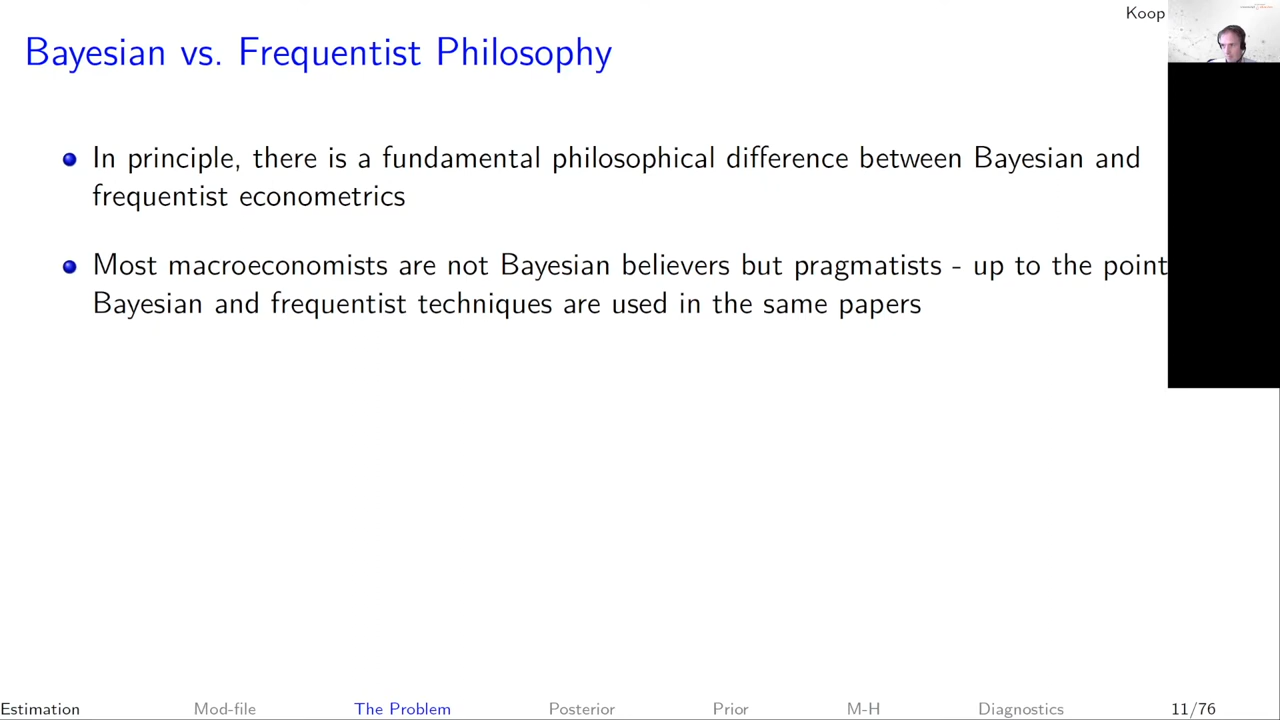 Koop
Bayesian vs. Frequentist Philosophy
In principle, there is a fundamental philosophical difference between Bayesian and
frequentist econometrics
Most macroeconomists are not Bayesian believers but pragmatists - up to the point
Bayesian and frequentist techniques are used in the same papers
Estimation Mod-file The Problem Posterior Prior M-H Diagnostics 11/76